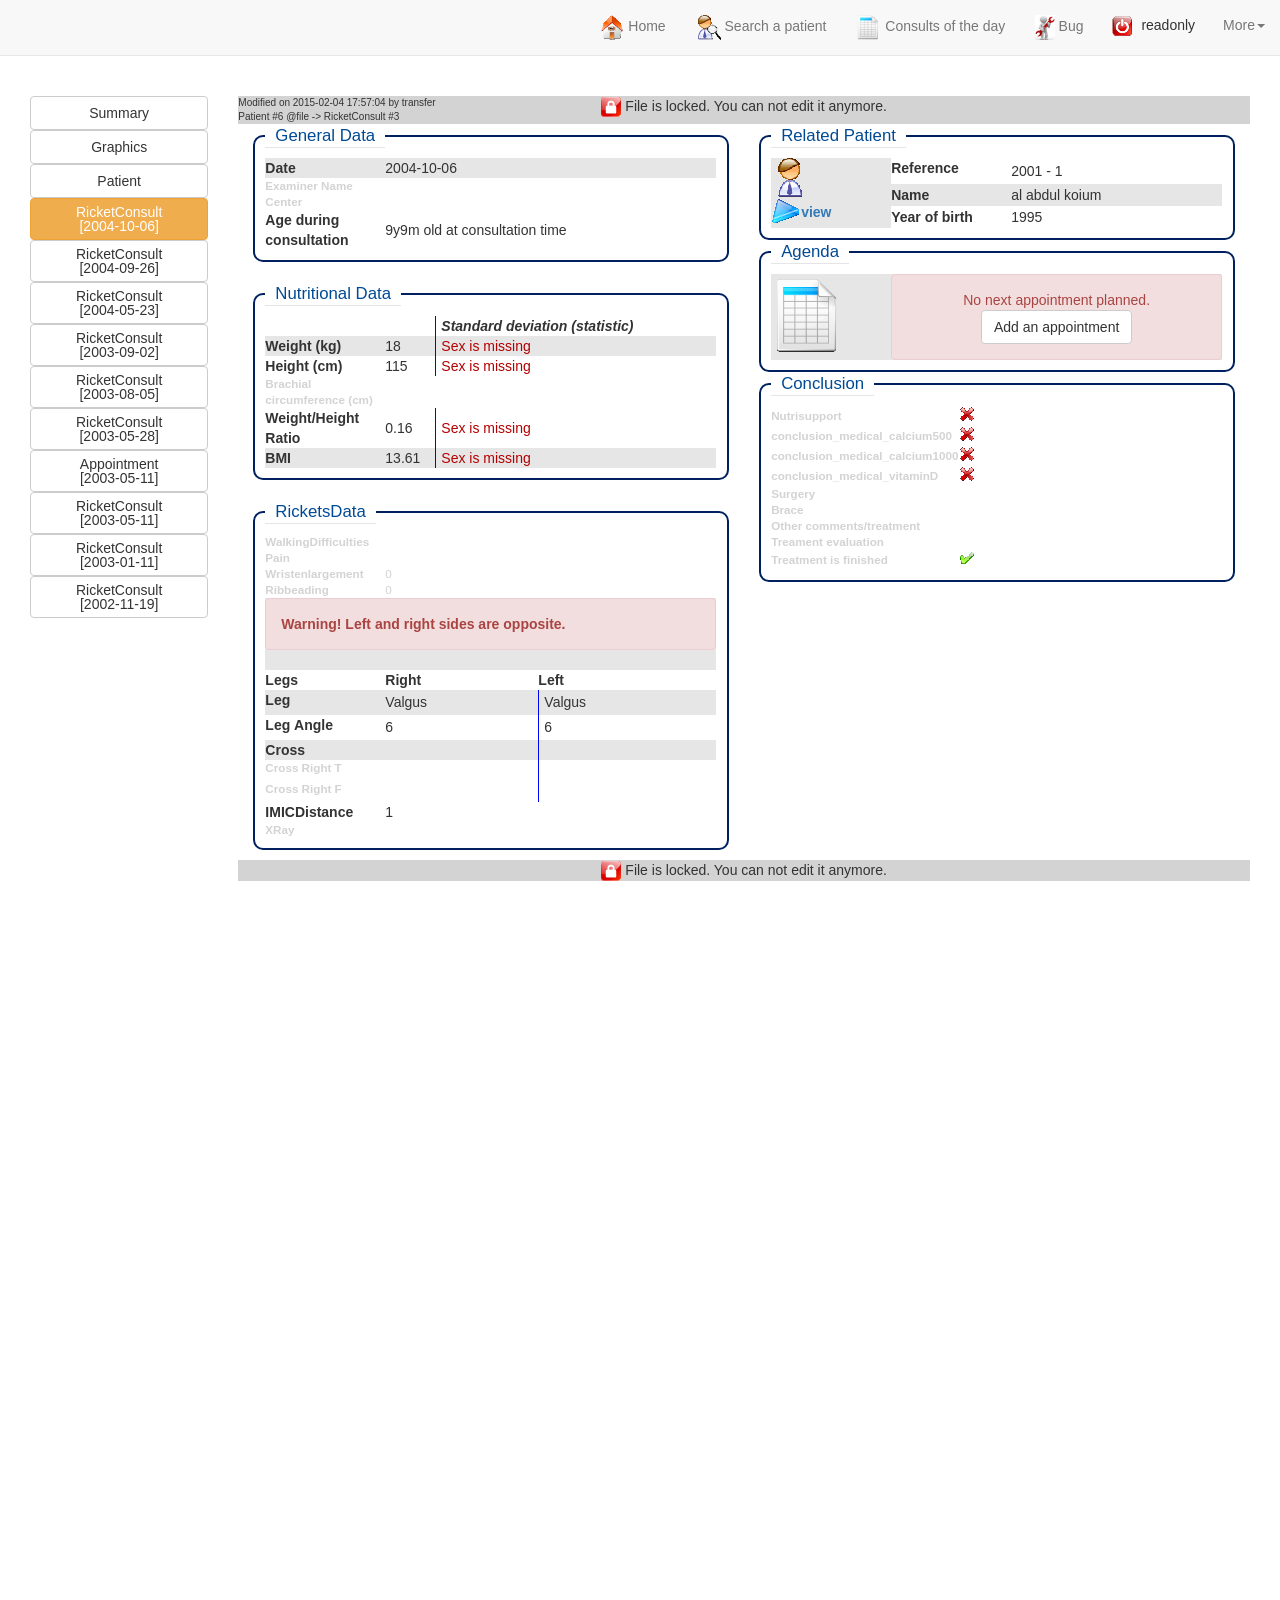 Home
Search a patient
Consults of the day
Bug
readonly
More
Summary
Graphics
Patient
RicketConsult
[2004-10-06]
RicketConsult
[2004-09-26]
RicketConsult
[2004-05-23]
RicketConsult
[2003-09-02]
RicketConsult
[2003-08-05]
RicketConsult
[2003-05-28]
Appointment
[2003-05-11]
RicketConsult
[2003-05-11]
RicketConsult
[2003-01-11]
RicketConsult
[2002-11-19]
Modified on 2015-02-04 17:57:04 by transfer
Patient #6 @file -> RicketConsult #3
File is locked. You can not edit it anymore.
General Data
Date 2004-10-06
Examiner Name
Center
Age during
consultation
9y9m old at consultation time
Nutritional Data
Standard deviation (statistic)
Weight (kg) 18 Sex is missing
Height (cm) 115 Sex is missing
Brachial
circumference (cm)
Weight/Height
Ratio
0.16 Sex is missing
BMI 13.61 Sex is missing
RicketsData
WalkingDifficulties
Pain
Wristenlargement 0
Ribbeading 0
Warning! Left and right sides are opposite.
Legs Right Left
Leg Valgus Valgus
Leg Angle 6 6
Cross
Cross Right T
Cross Right F
IMICDistance 1
XRay
Related Patient
view
Reference 2001 - 1
Name al abdul koium
Year of birth 1995
Agenda
No next appointment planned.
Add an appointment
Conclusion
Nutrisupport
conclusion_medical_calcium500
conclusion_medical_calcium1000
conclusion_medical_vitaminD
Surgery
Brace
Other comments/treatment
Treament evaluation
Treatment is finished
File is locked. You can not edit it anymore.